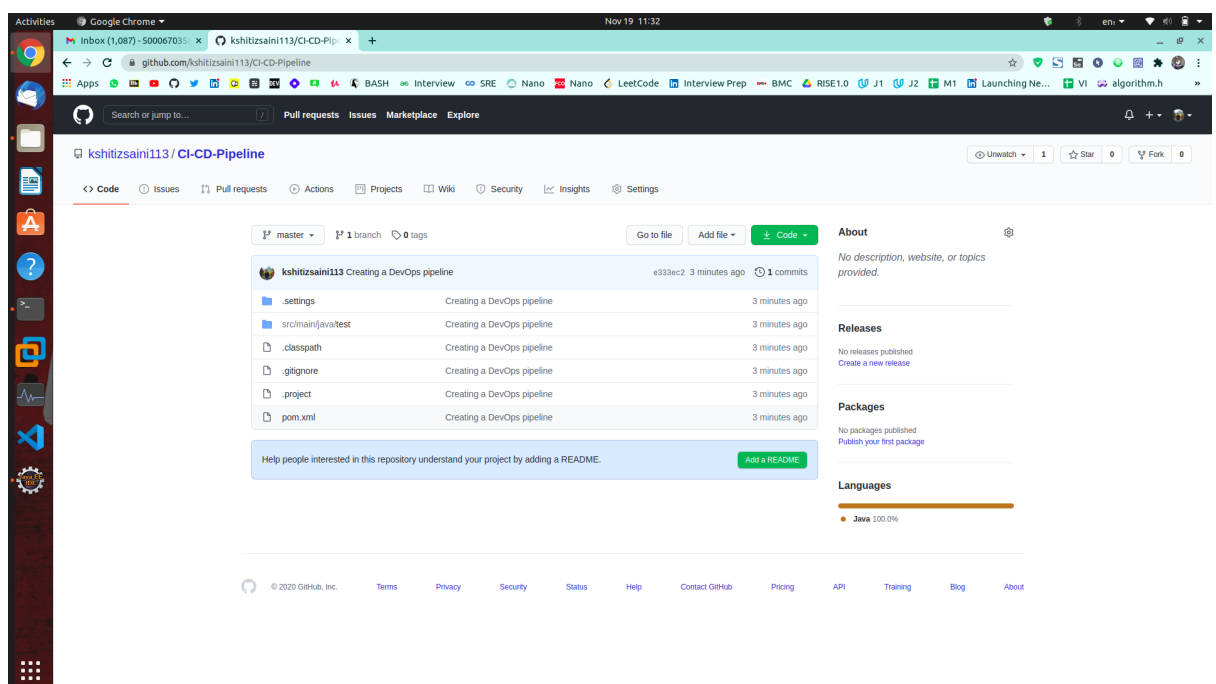 Activities Google Chrome Nov 19 11:32
Inbox (1,087) - 50006703 kshitizsaini113/CI-CD-Pip
github.com/kshitizsaini113/CI-CD-Pipeline
Apps BASH Interview SRE Nano Nano LeetCode Interview Prep BMC RISE1.0 J1 J2 M1 Launching Ne... VI algorithm.h »
Search or jump to... / Pull requests Issues Marketplace Explore
kshitizsaini113 / CI-CD-Pipeline Unwatch 1 Star 0 Fork 0
<> Code Issues Pull requests Actions Projects Wiki Security Insights Settings
master 1 branch 0 tags Go to file Add file Code About
No description, website, or topics
provided.
kshitizsaini113 Creating a DevOps pipeline e333ec2 3 minutes ago 1 commits
.settings Creating a DevOps pipeline 3 minutes ago
src/main/java/test Creating a DevOps pipeline 3 minutes ago
.classpath Creating a DevOps pipeline 3 minutes ago
.gitignore Creating a DevOps pipeline 3 minutes ago
.project Creating a DevOps pipeline 3 minutes ago
pom.xml Creating a DevOps pipeline 3 minutes ago
Help people interested in this repository understand your project by adding a README. Add a README
Releases
No releases published
Create a new release
Packages
No packages published
Publish your first package
Languages
Java 100.0%
© 2020 GitHub, Inc. Terms Privacy Security Status Help Contact GitHub Pricing API Training Blog About